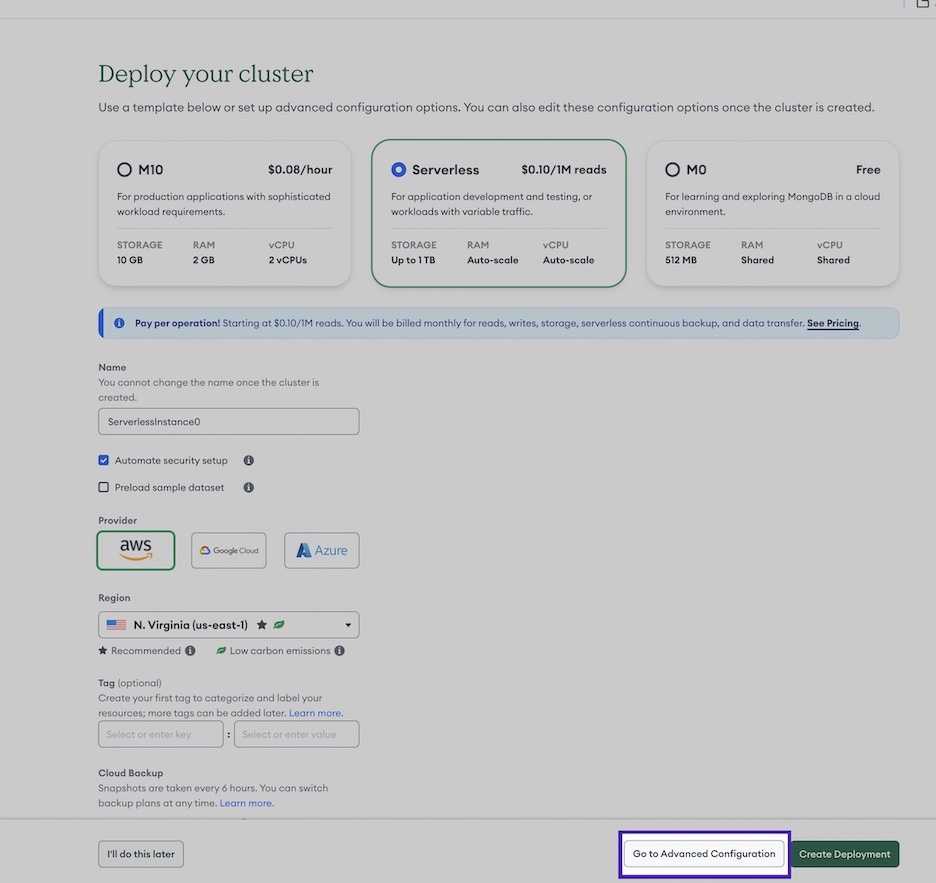 Deploy your cluster
Use a template below or set up advanced configuration options. You can also edit these configuration options once the cluster is created.
M10 $0.08/hour
For production applications with sophisticated
workload requirements.
STORAGE RAM vCPU
10 GB 2 GB 2 vCPUs
Serverless $0.10/1M reads
For application development and testing, or
workloads with variable traffic.
STORAGE RAM vCPU
Up to 1 TB Auto-scale Auto-scale
M0 Free
For learning and exploring MongoDB in a cloud
environment.
STORAGE RAM vCPU
512 MB Shared Shared
Pay per operation! Starting at $0.10/1M reads. You will be billed monthly for reads, writes, storage, serverless continuous backup, and data transfer. See Pricing.
Name
You cannot change the name once the cluster is
created.
ServerlessInstance0
Automate security setup
Preload sample dataset
Provider
aws Google Cloud Azure
Region
N. Virginia (us-east-1)
Recommended Low carbon emissions
Tag (optional)
Create your first tag to categorize and label your
resources; more tags can be added later. Learn more.
Select or enter key : Select or enter value
Cloud Backup
Snapshots are taken every 6 hours. You can switch
backup plans at any time. Learn more.
I'll do this later Go to Advanced Configuration Create Deployment